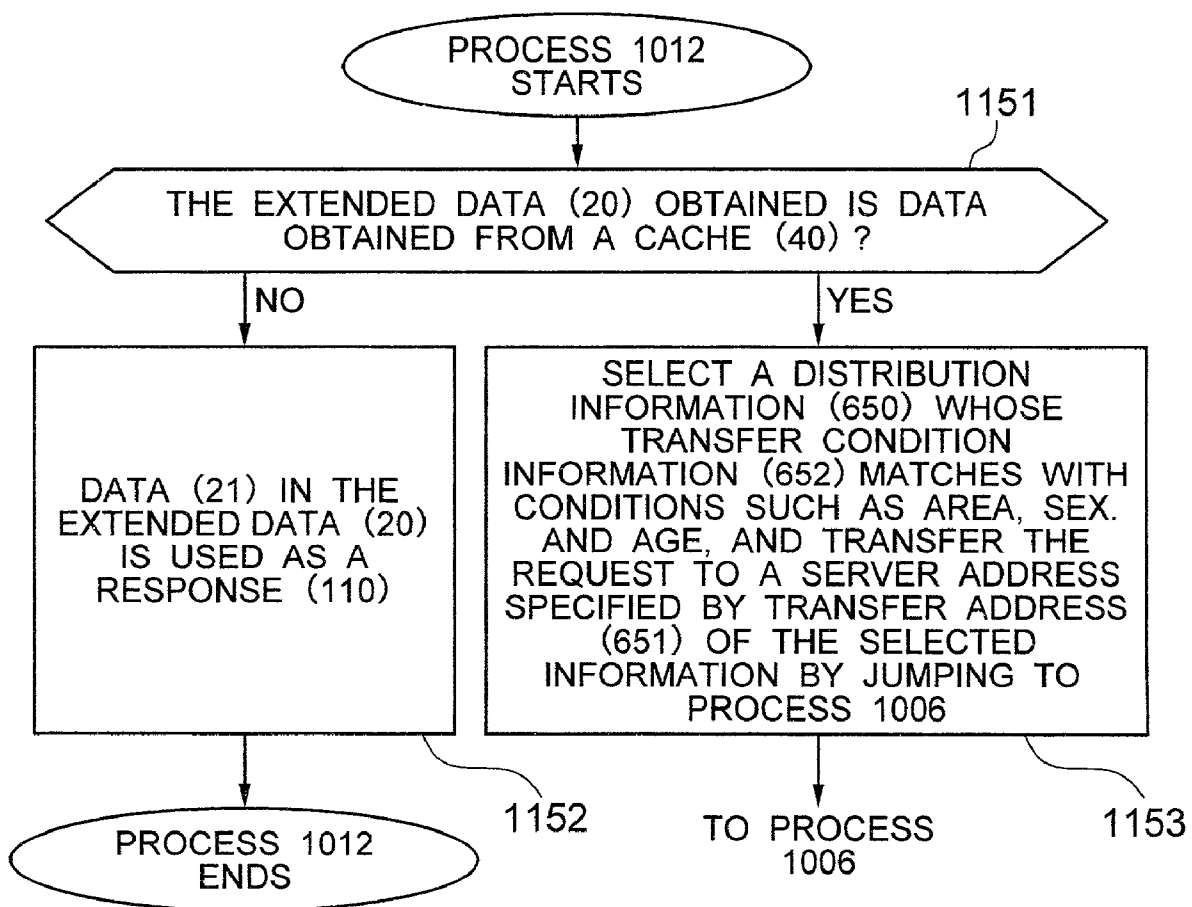 PROCESS 1012
STARTS
1151
THE EXTENDED DATA (20) OBTAINED IS DATA
OBTAINED FROM A CACHE (40) ?
NO
YES
DATA (21) IN THE
EXTENDED DATA (20)
IS USED AS A
RESPONSE (110)
SELECT A DISTRIBUTION
INFORMATION (650) WHOSE
TRANSFER CONDITION
INFORMATION (652) MATCHES WITH
CONDITIONS SUCH AS AREA, SEX.
AND AGE, AND TRANSFER THE
REQUEST TO A SERVER ADDRESS
SPECIFIED BY TRANSFER ADDRESS
(651) OF THE SELECTED
INFORMATION BY JUMPING TO
PROCESS 1006
1152
1153
PROCESS 1012
ENDS
TO PROCESS
1006